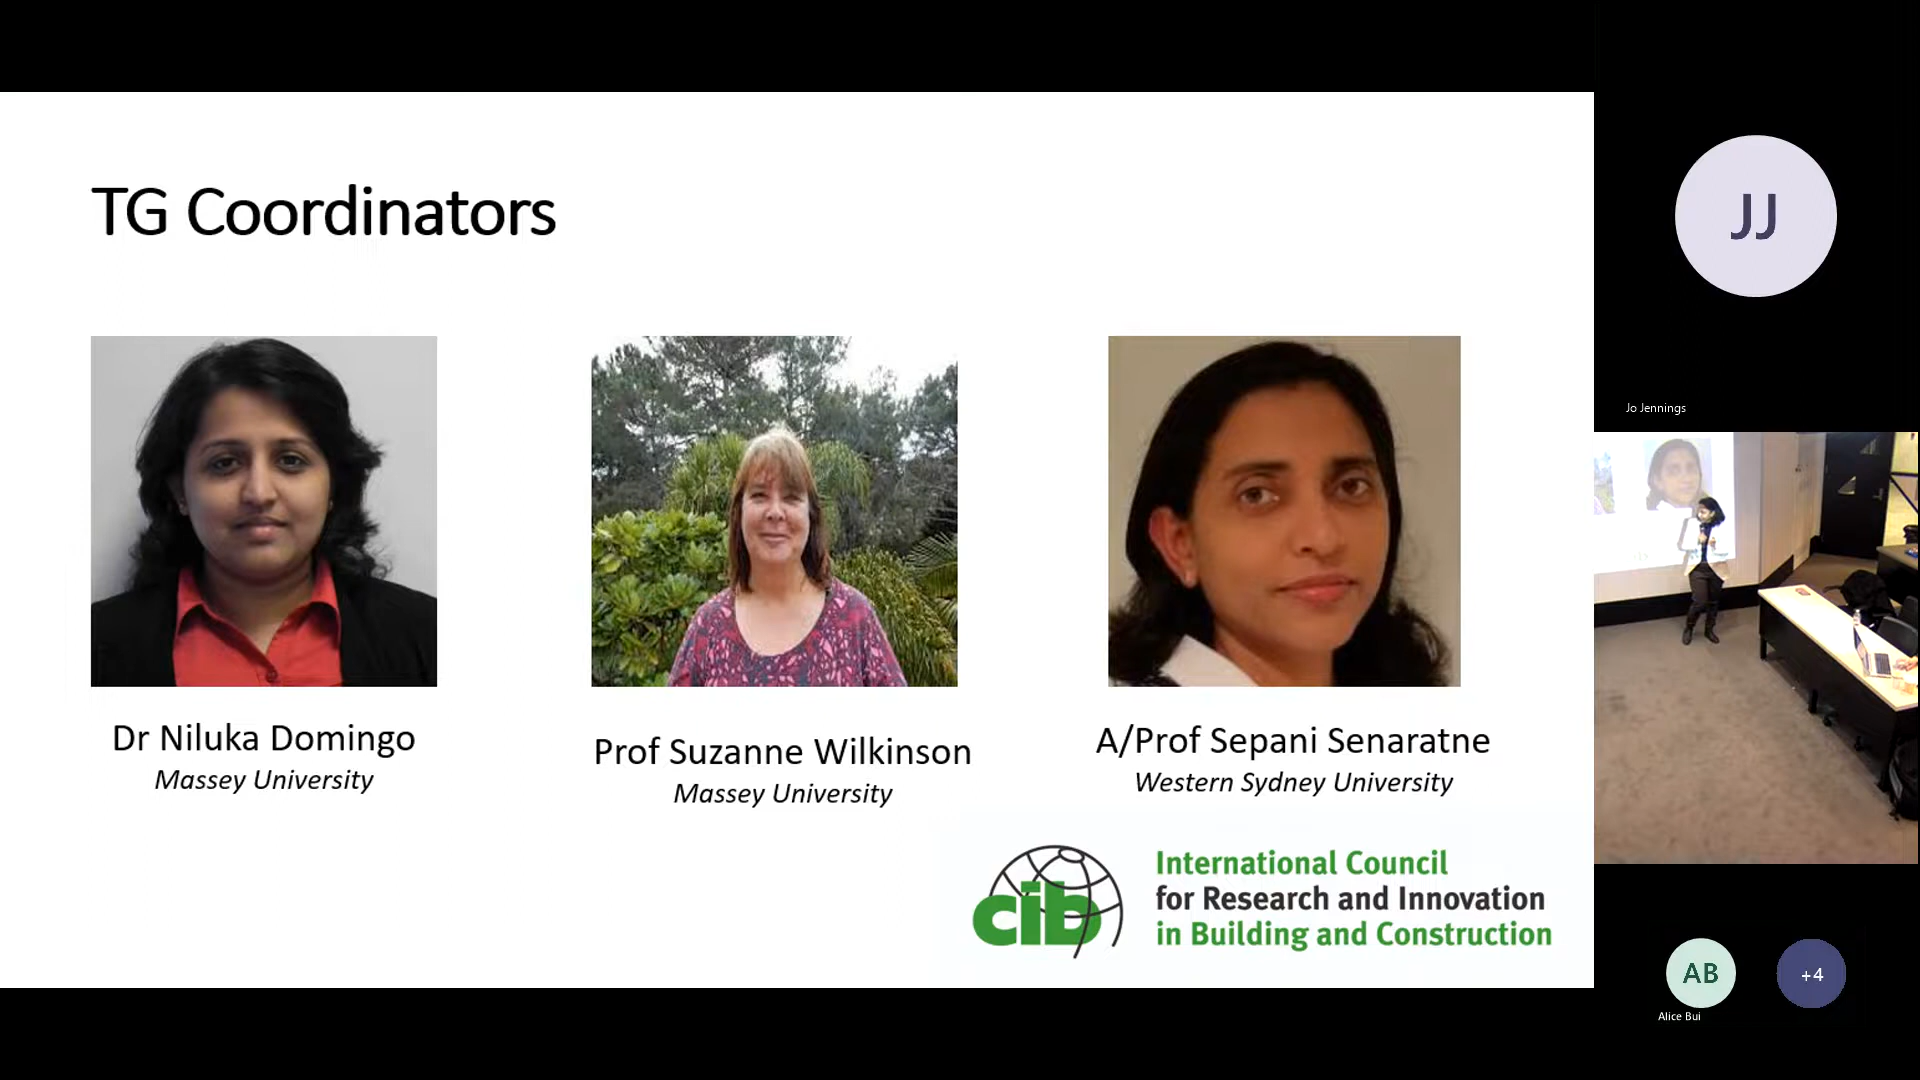 TG Coordinators
Dr Niluka Domingo
Massey University
Prof Suzanne Wilkinson
Massey University
A/Prof Sepani Senaratne
Western Sydney University
cib
International Council
for Research and Innovation
in Building and Construction
JJ
Jo Jennings
AB
+4
Alice Bui